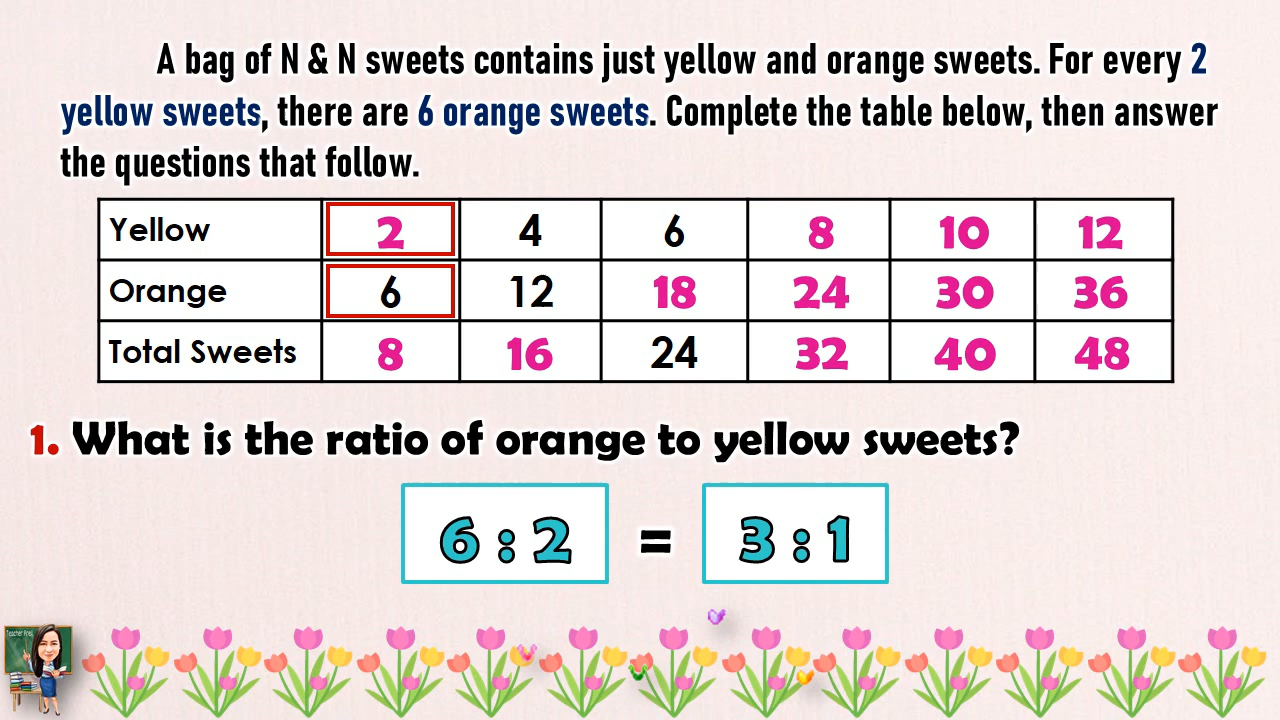 A bag of N & N sweets contains just yellow and orange sweets. For every 2
yellow sweets, there are 6 orange sweets. Complete the table below, then answer
the questions that follow.
Yellow 2 4 6 8 10 12
Orange 6 12 18 24 30 36
Total Sweets 8 16 24 32 40 48
1. What is the ratio of orange to yellow sweets?
6 : 2 = 3 : 1